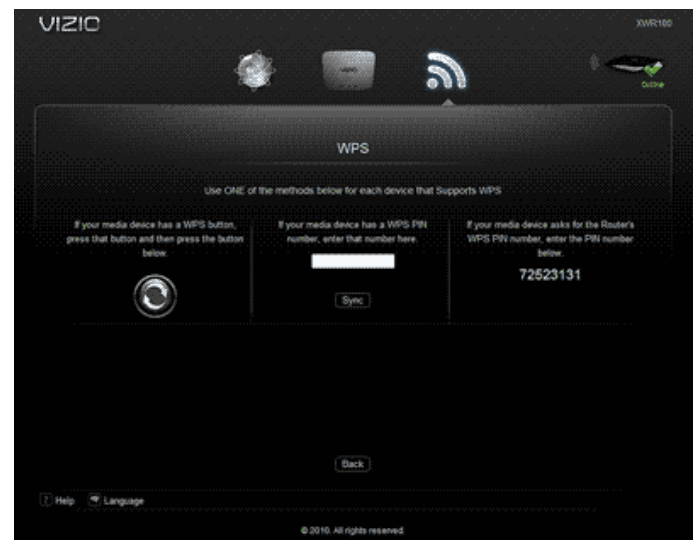 VIZIO
XWR100
VIZIO
Online
WPS
Use ONE of the methods below for each device that Supports WPS
If your media device has a WPS button,
press that button and then press the button
below.
If your media device has a WPS PIN
number, enter that number here.
Sync
If your media device asks for the Router's
WPS PIN number, enter the PIN number
below.
72523131
Back
? Help
Language
© 2010. All rights reserved.